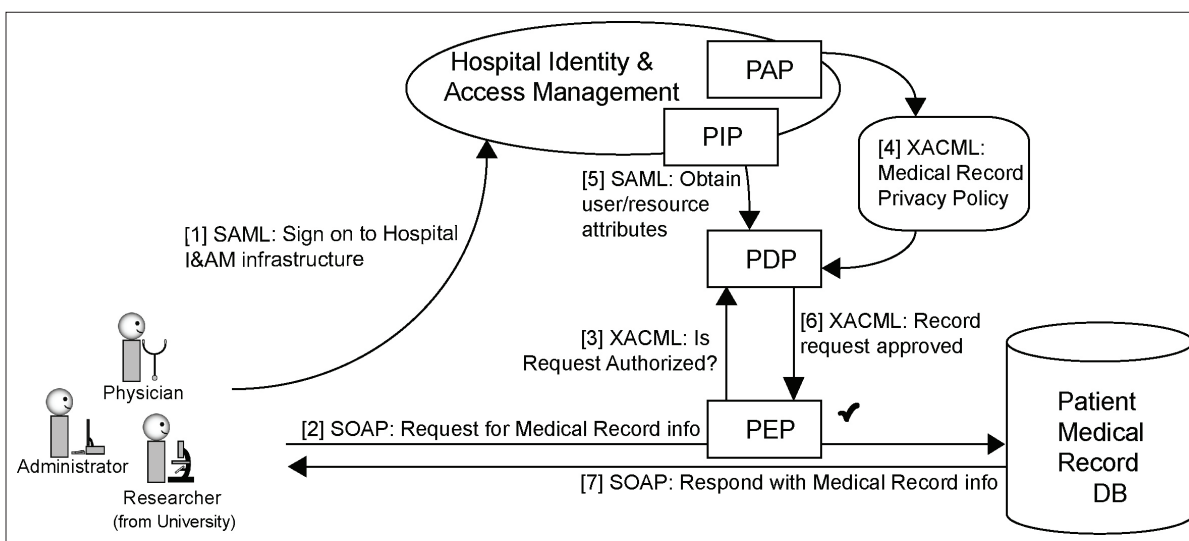 Hospital Identity &
Access Management
PAP
PIP
[4] XACML:
Medical Record
Privacy Policy
[5] SAML: Obtain
user/resource
attributes
[1] SAML: Sign on to Hospital
I&AM infrastructure
PDP
[3] XACML: Is
Request Authorized?
[6] XACML: Record
request approved
Physician
Administrator
Researcher
(from University)
[2] SOAP: Request for Medical Record info
PEP
[7] SOAP: Respond with Medical Record info
Patient
Medical
Record
DB